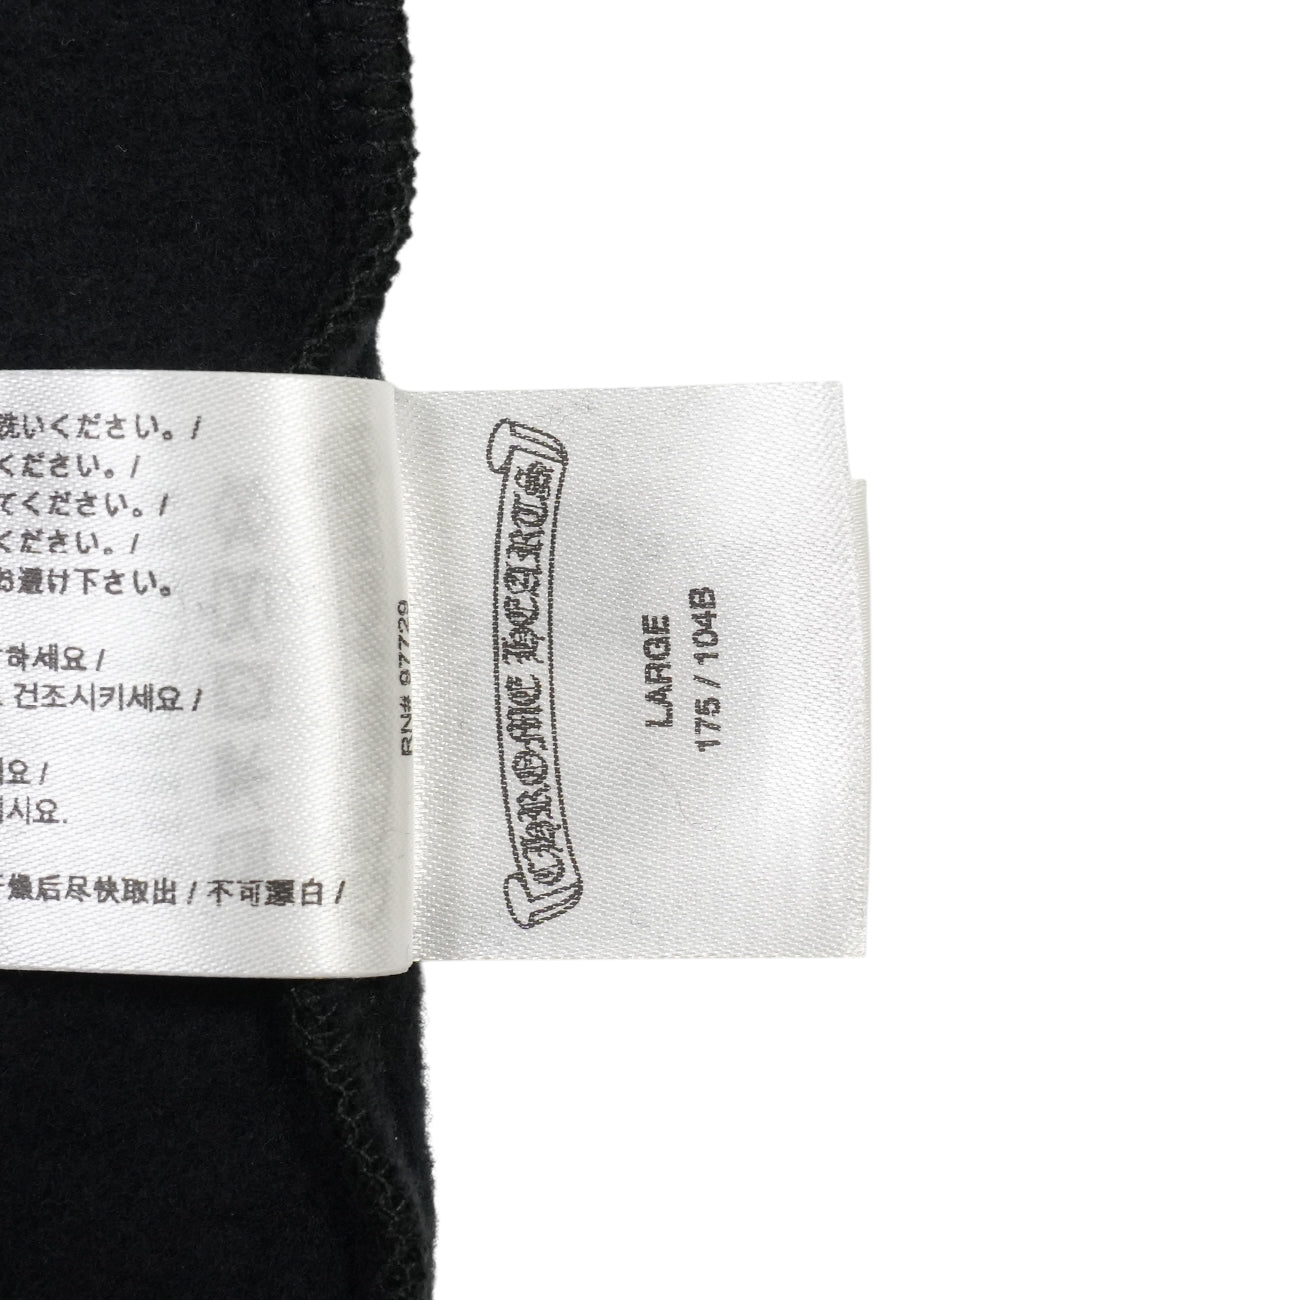 洗いください。/
ください。/
てください。/
ください。/
お避け下さい。
하세요 /
건조시키세요 /
요 /
시요.
燥后尽快取出 / 不可漂白 /
RN# 97729
CHROME HEARTS
LARGE
175 / 104B